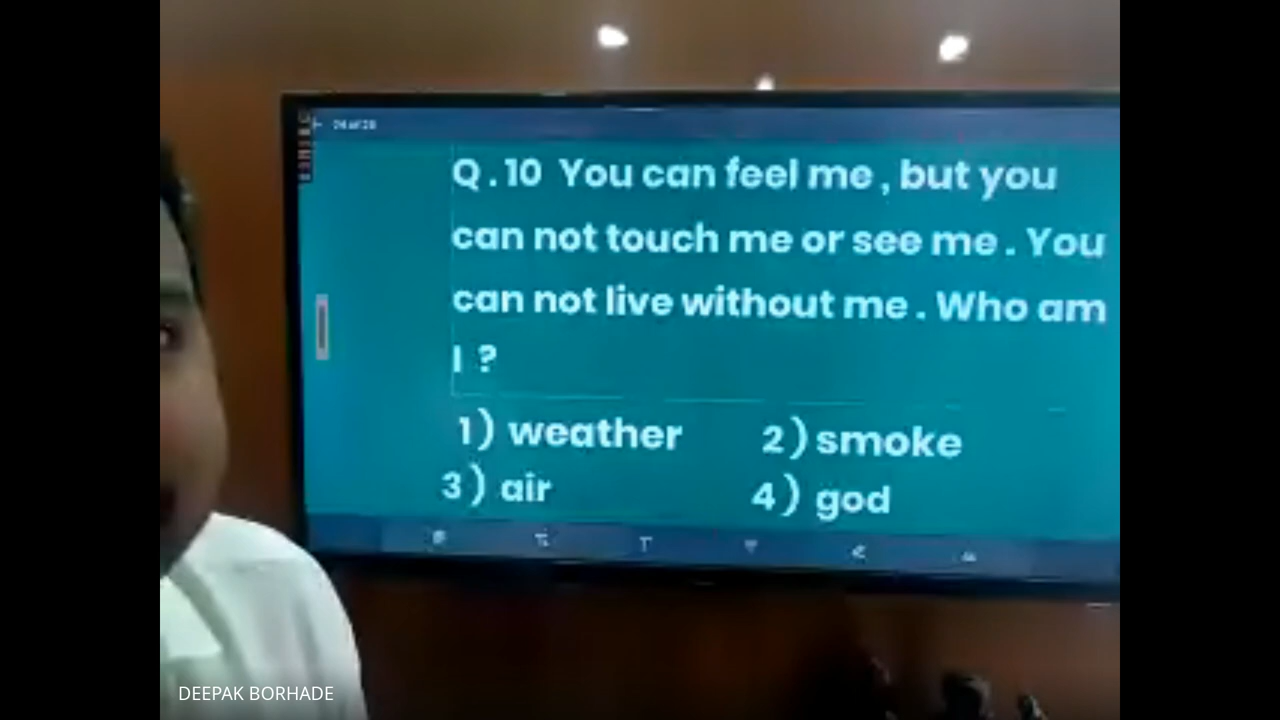 Q.10 You can feel me, but you
can not touch me or see me. You
can not live without me. Who am
I ?
1) weather 2) smoke
3) air 4) god
DEEPAK BORHADE